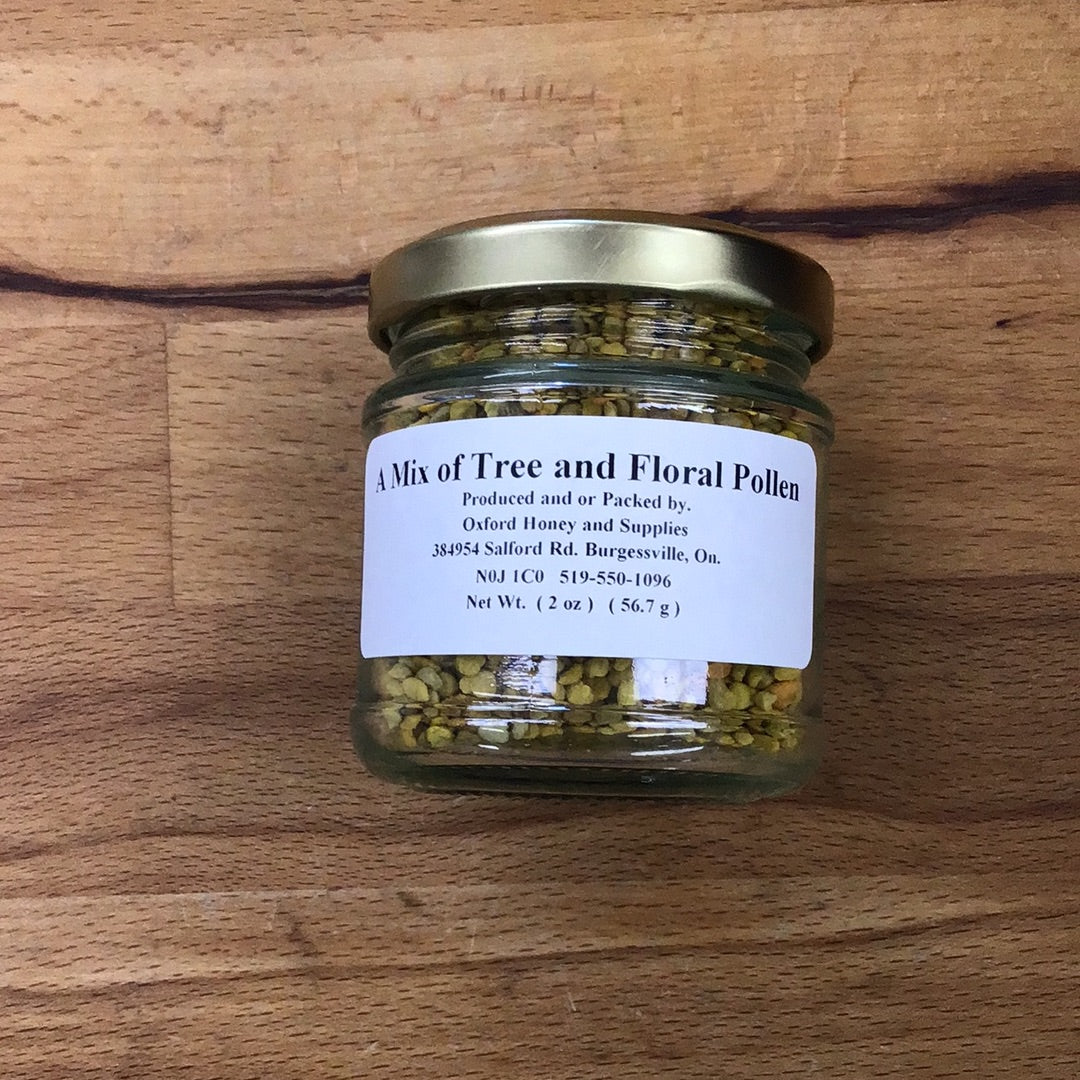 A Mix of Tree and Floral Pollen
Produced and or Packed by.
Oxford Honey and Supplies
384954 Salford Rd. Burgessville, On.
N0J 1C0 519-550-1096
Net Wt. ( 2 oz ) ( 56.7 g )